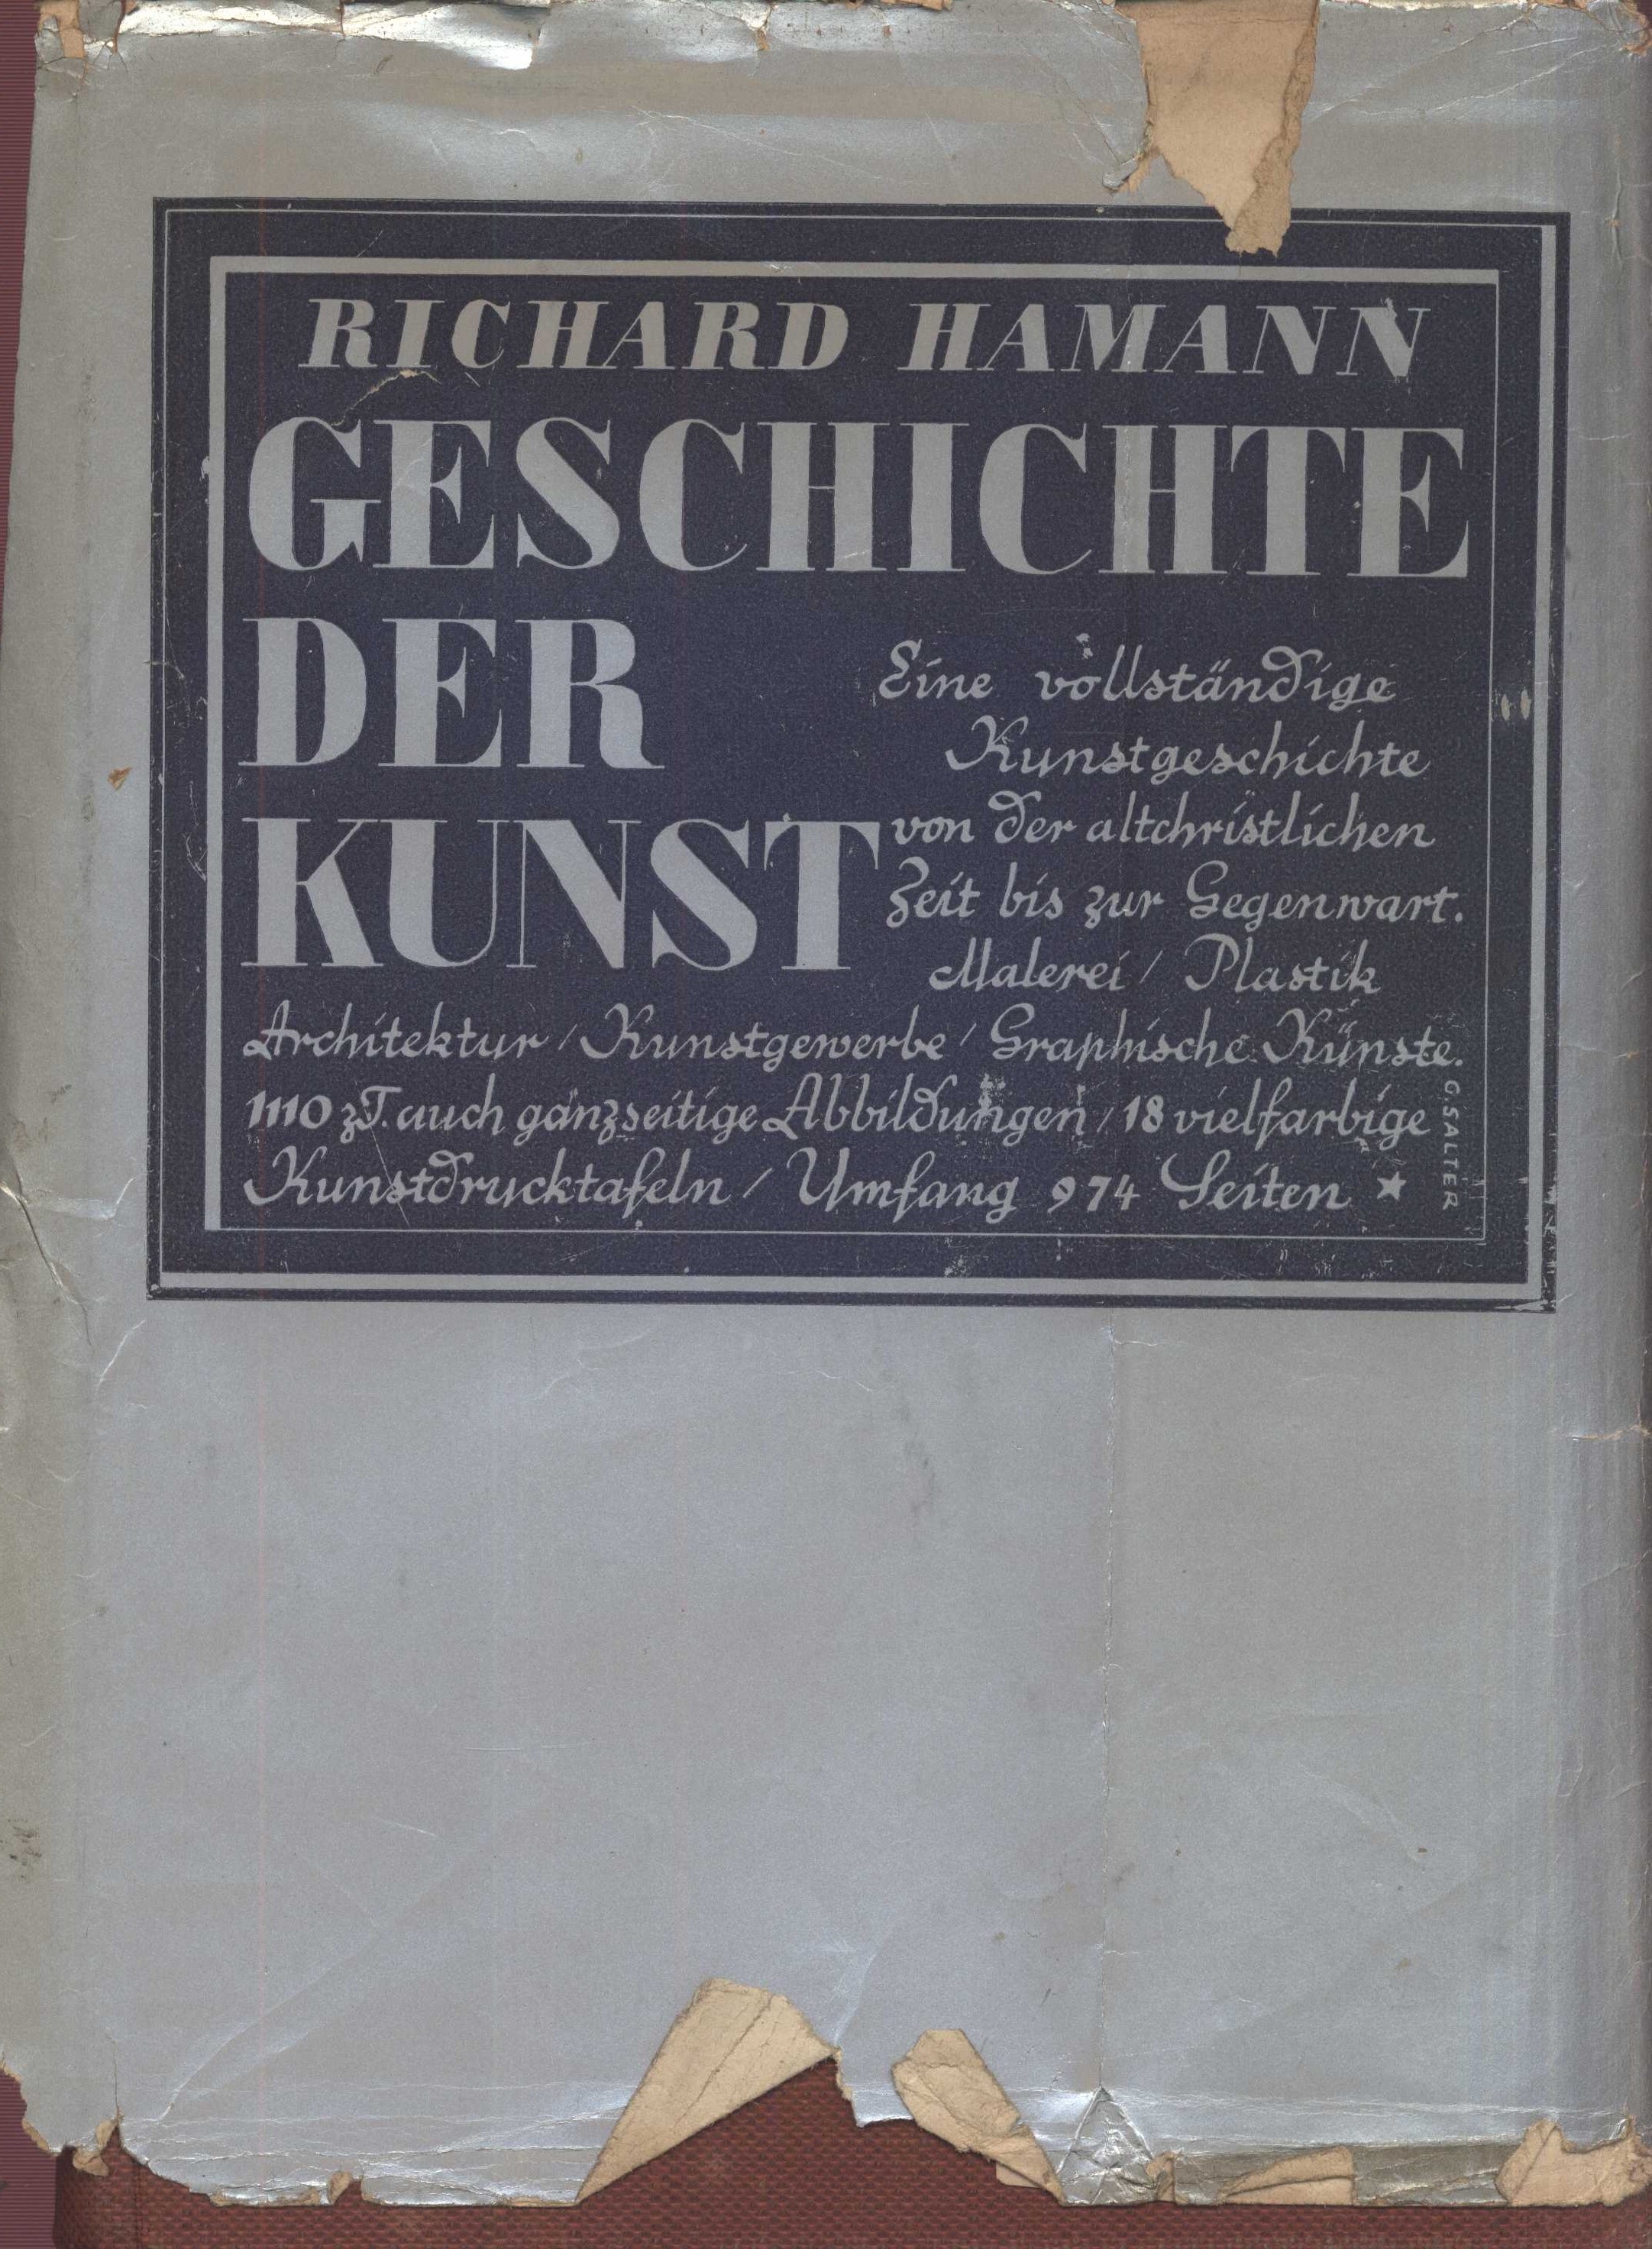 RICHARD HAMANN
GESCHICHTE
DER
KUNST
Eine vollständige
Kunstgeschichte
von der altchristlichen
Zeit bis zur Gegenwart.
Malerei / Plastik
Architektur / Kunstgewerbe / Graphische Künste.
1110 z.T. auch ganzseitige Abbildungen / 18 vielfarbige
Kunstdrucktafeln / Umfang 974 Seiten ★
G. SALTER